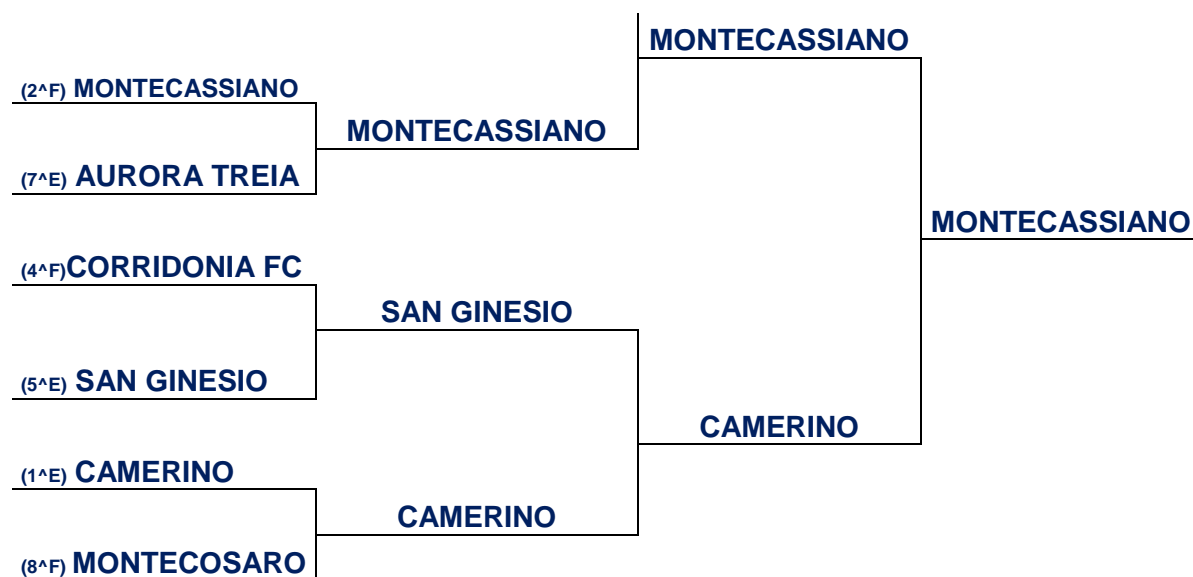 MONTECASSIANO
(2^F) MONTECASSIANO
MONTECASSIANO
(7^E) AURORA TREIA
MONTECASSIANO
(4^F)CORRIDONIA FC
SAN GINESIO
(5^E) SAN GINESIO
CAMERINO
(1^E) CAMERINO
CAMERINO
(8^F) MONTECOSARO